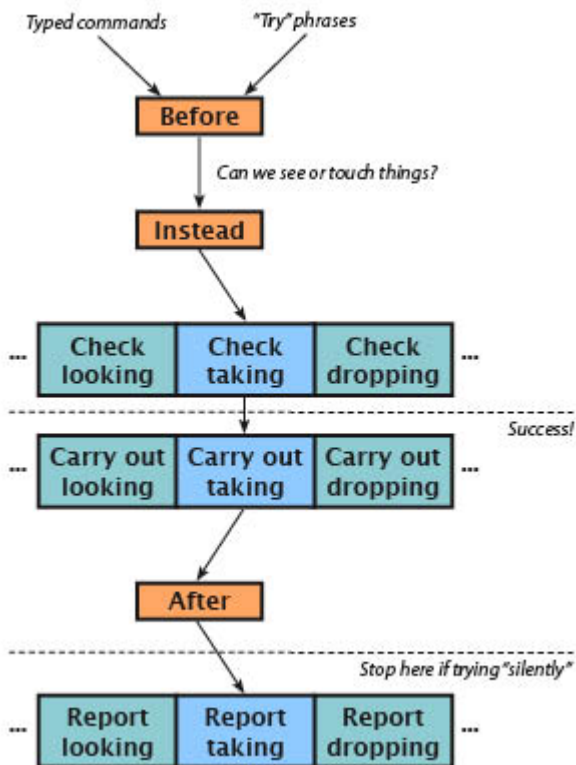 Typed commands
"Try" phrases
Before
Can we see or touch things?
Instead
...
Check
looking
Check
taking
Check
dropping
...
Success!
...
Carry out
looking
Carry out
taking
Carry out
dropping
...
After
Stop here if trying "silently"
...
Report
looking
Report
taking
Report
dropping
...